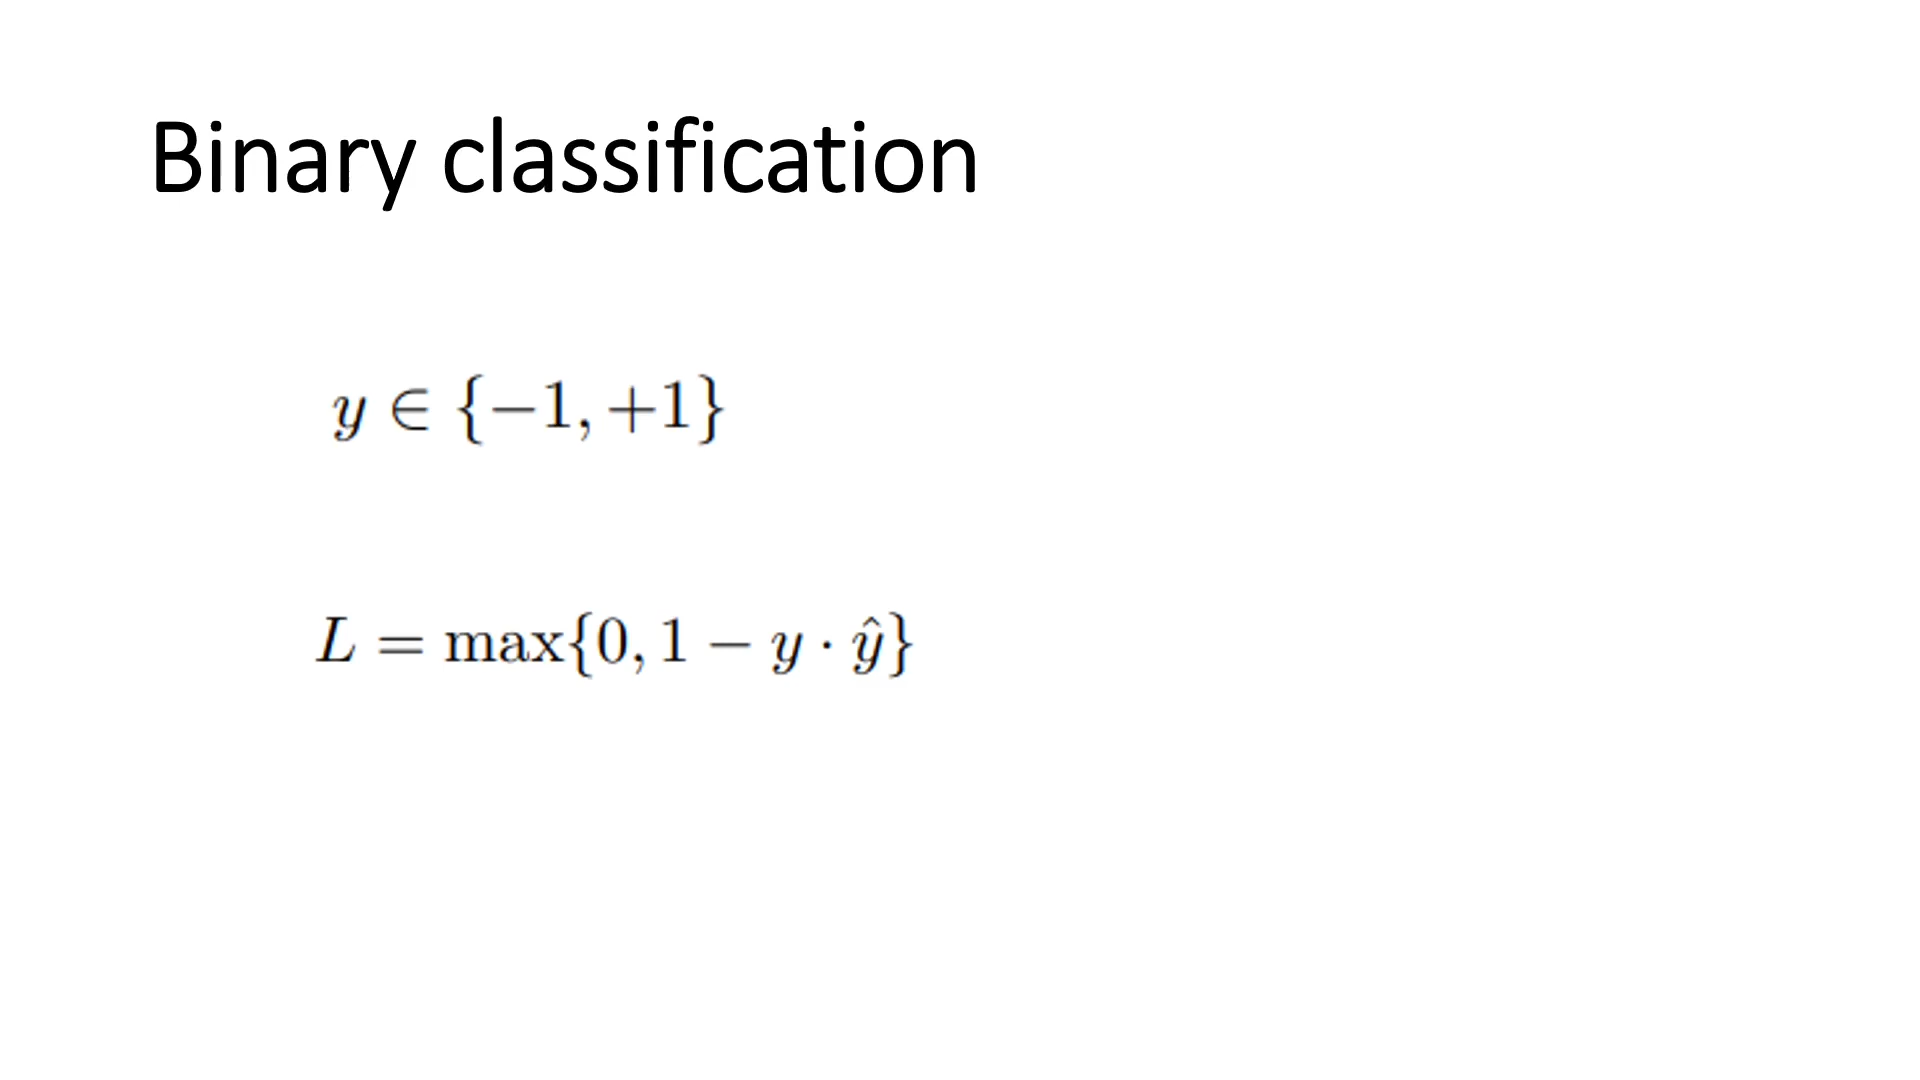 Binary classification
y ∈ {−1, +1}
L = max{0, 1 − y · ŷ}